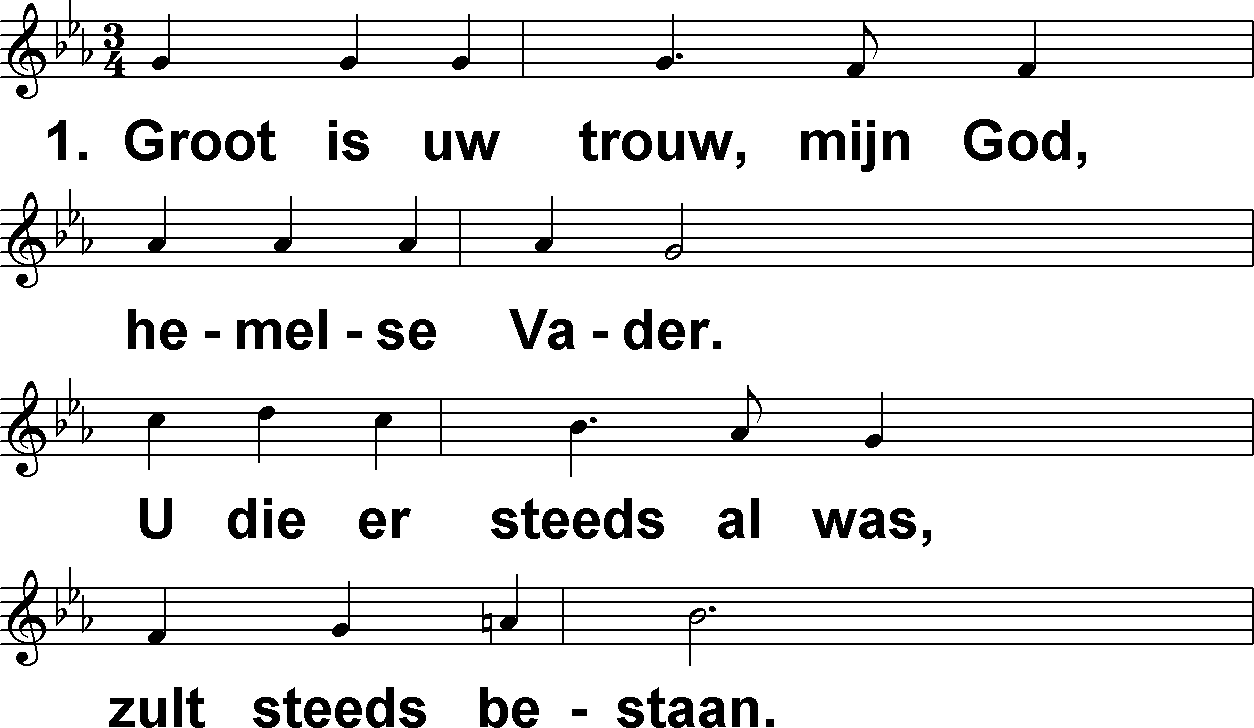 1. Groot is uw trouw, mijn God,
he - mel - se Va - der.
U die er steeds al was,
zult steeds be - staan.